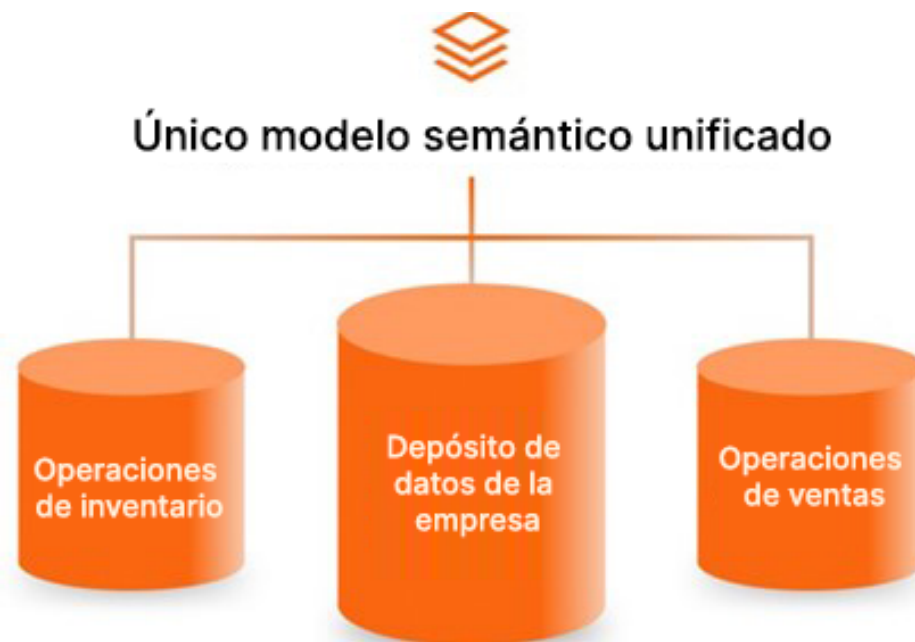 Único modelo semántico unificado
Operaciones
de inventario
Depósito de
datos de la
empresa
Operaciones
de ventas